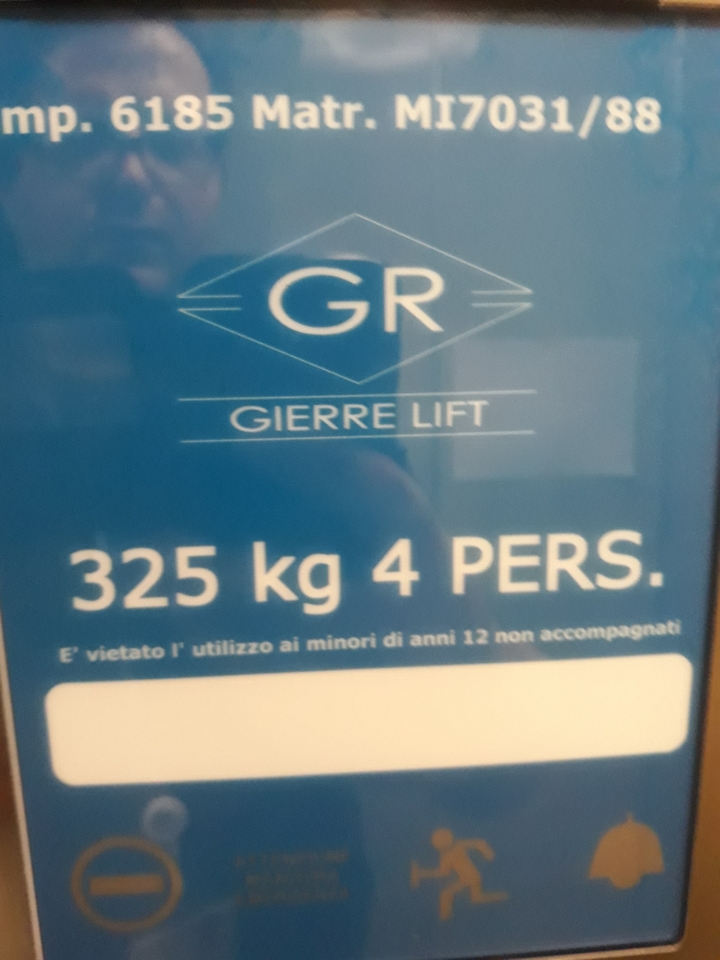 mp. 6185 Matr. MI7031/88
GR
GIERRE LIFT
325 kg 4 PERS.
E' vietato l' utilizzo ai minori di anni 12 non accompagnati